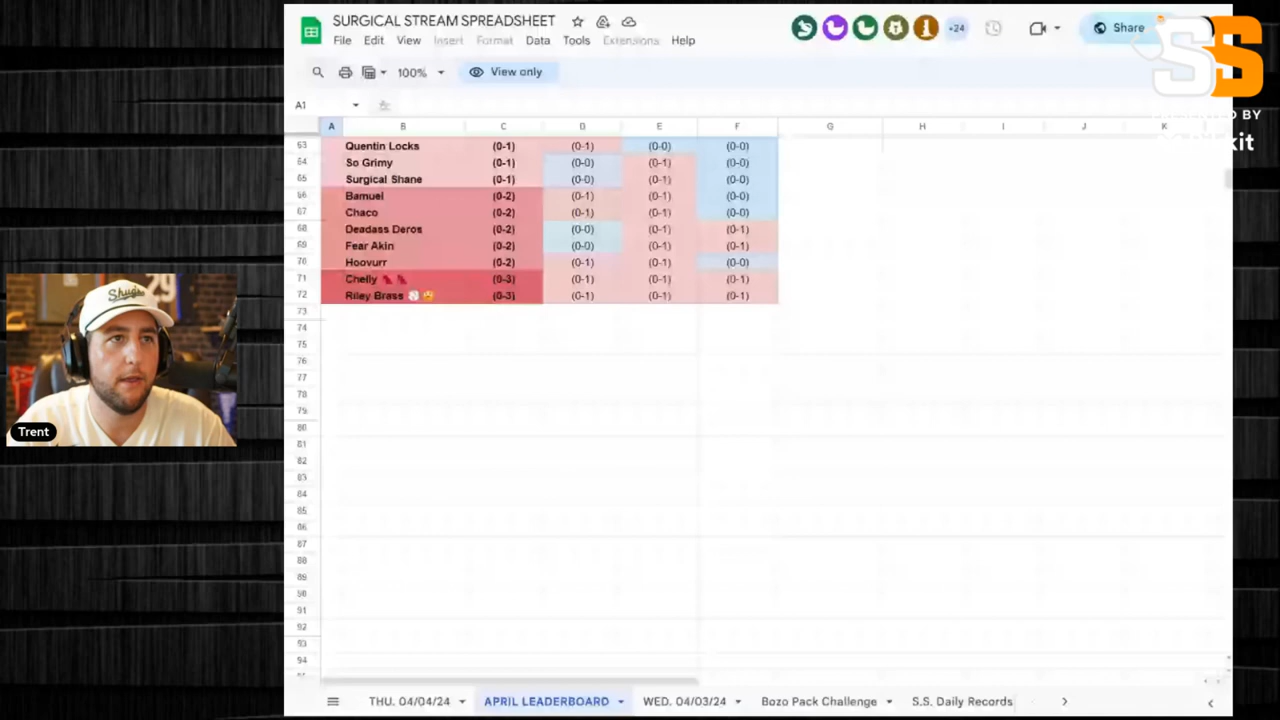 SURGICAL STREAM SPREADSHEET
File Edit View Insert Format Data Tools Extensions Help
+24
Share
SS
100%
View only
A1
A B C D E F G H I J K
63 Quentin Locks (0-1) (0-1) (0-0) (0-0)
64 So Grimy (0-1) (0-0) (0-1) (0-0)
65 Surgical Shane (0-1) (0-0) (0-1) (0-0)
66 Bamuel (0-2) (0-1) (0-1) (0-0)
67 Chaco (0-2) (0-1) (0-1) (0-0)
68 Deadass Deros (0-2) (0-0) (0-1) (0-1)
69 Fear Akin (0-2) (0-0) (0-1) (0-1)
70 Hoovurr (0-2) (0-1) (0-1) (0-0)
71 Chelly (0-3) (0-1) (0-1) (0-1)
72 Riley Brass (0-3) (0-1) (0-1) (0-1)
73
74
75
76
77
78
79
80
81
82
83
84
85
86
87
88
89
90
91
92
93
94
Shug's
29
Trent
THU. 04/04/24 APRIL LEADERBOARD WED. 04/03/24 Bozo Pack Challenge S.S. Daily Records